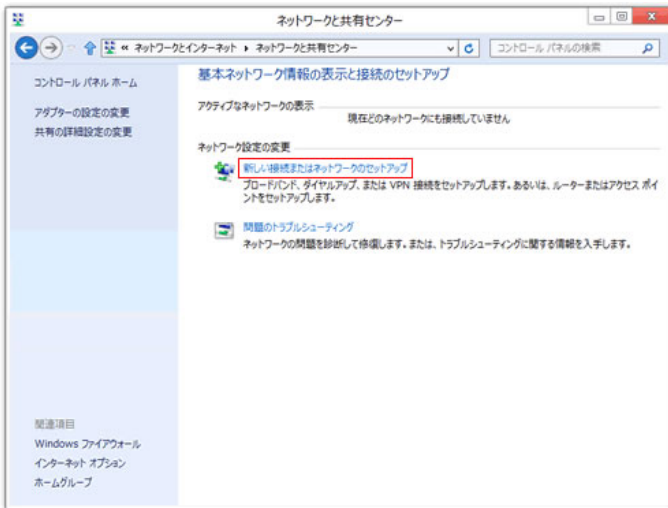 ネットワークと共有センター
« ネットワークとインターネット ▸ ネットワークと共有センター
コントロール パネルの検索
コントロール パネル ホーム
アダプターの設定の変更
共有の詳細設定の変更
基本ネットワーク情報の表示と接続のセットアップ
アクティブなネットワークの表示
現在どのネットワークにも接続していません
ネットワーク設定の変更
新しい接続またはネットワークのセットアップ
ブロードバンド、ダイヤルアップ、または VPN 接続をセットアップします。あるいは、ルーターまたはアクセス ポイ
ントをセットアップします。
問題のトラブルシューティング
ネットワークの問題を診断して修復します。または、トラブルシューティングに関する情報を入手します。
関連項目
Windows ファイアウォール
インターネット オプション
ホームグループ